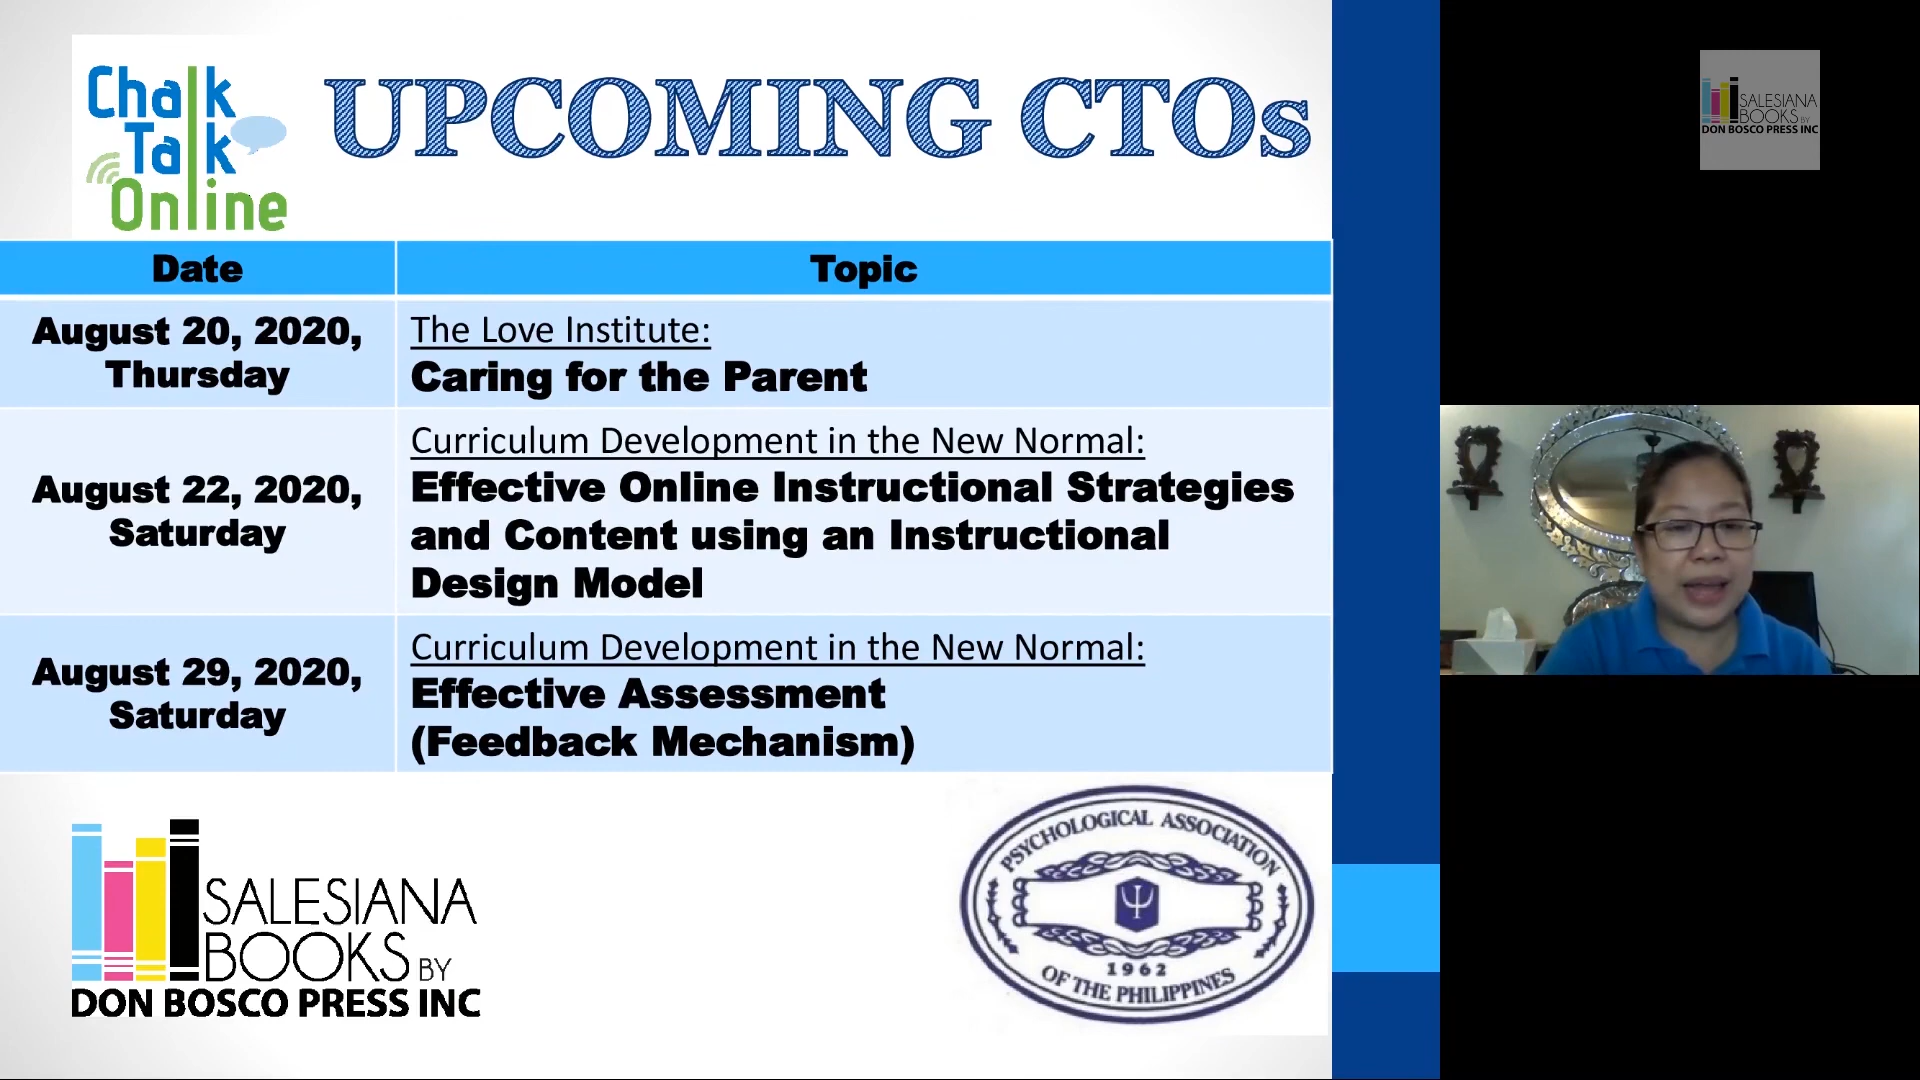 Chalk
Talk
Online
UPCOMING CTOs
Date
Topic
August 20, 2020,
Thursday
The Love Institute:
Caring for the Parent
August 22, 2020,
Saturday
Curriculum Development in the New Normal:
Effective Online Instructional Strategies
and Content using an Instructional
Design Model
August 29, 2020,
Saturday
Curriculum Development in the New Normal:
Effective Assessment
(Feedback Mechanism)
SALESIANA
BOOKS BY
DON BOSCO PRESS INC
PSYCHOLOGICAL ASSOCIATION
Ψ
1962
OF THE PHILIPPINES
SALESIANA
BOOKS BY
DON BOSCO PRESS INC